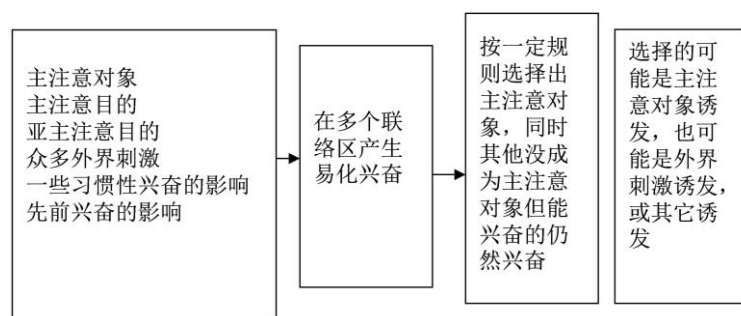 主注意对象
主注意目的
亚主注意目的
众多外界刺激
一些习惯性兴奋的影响
先前兴奋的影响
在多个联
络区产生
易化兴奋
按一定规
则选择出
主注意对
象，同时
其他没成
为主注意
对象但能
兴奋的仍
然兴奋
选择的可
能是主注
意对象诱
发，也可
能是外界
刺激诱发，
或其它诱
发